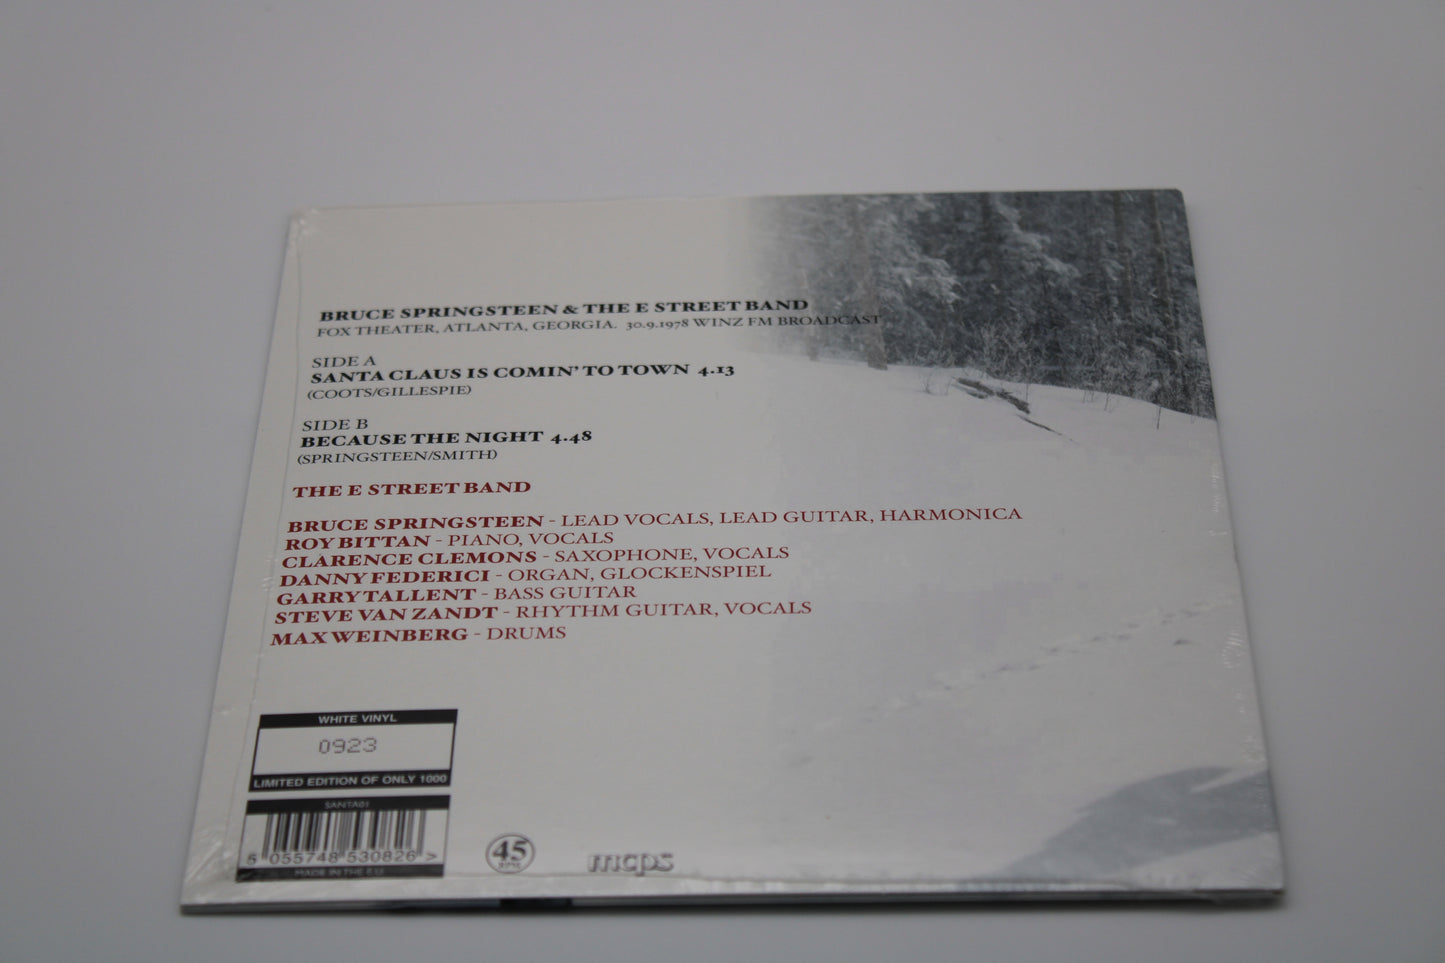 BRUCE SPRINGSTEEN & THE E STREET BAND
FOX THEATER, ATLANTA, GEORGIA. 30.9.1978 WINZ FM BROADCAST
SIDE A
SANTA CLAUS IS COMIN' TO TOWN 4.13
(COOTS/GILLESPIE)
SIDE B
BECAUSE THE NIGHT 4.48
(SPRINGSTEEN/SMITH)
THE E STREET BAND
BRUCE SPRINGSTEEN - LEAD VOCALS, LEAD GUITAR, HARMONICA
ROY BITTAN - PIANO, VOCALS
CLARENCE CLEMONS - SAXOPHONE, VOCALS
DANNY FEDERICI - ORGAN, GLOCKENSPIEL
GARRY TALLENT - BASS GUITAR
STEVE VAN ZANDT - RHYTHM GUITAR, VOCALS
MAX WEINBERG - DRUMS
WHITE VINYL
0923
LIMITED EDITION OF ONLY 1000
SANTA01
5 055748 530826 >
MADE IN THE E.U
45
RPM
mcps